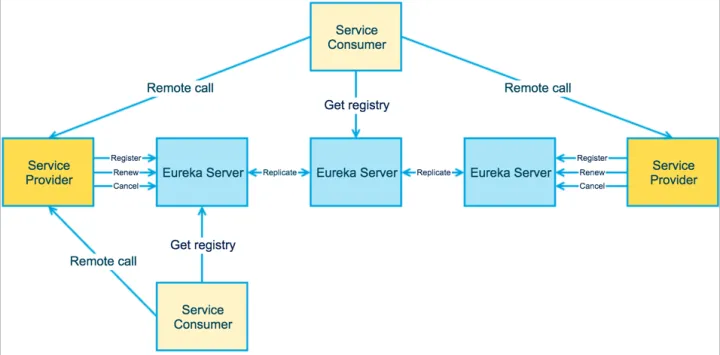 Service
Consumer
Remote call
Remote call
Get registry
Service
Provider
Register
Renew
Cancel
Eureka Server
Replicate
Eureka Server
Replicate
Eureka Server
Register
Renew
Cancel
Service
Provider
Get registry
Remote call
Service
Consumer